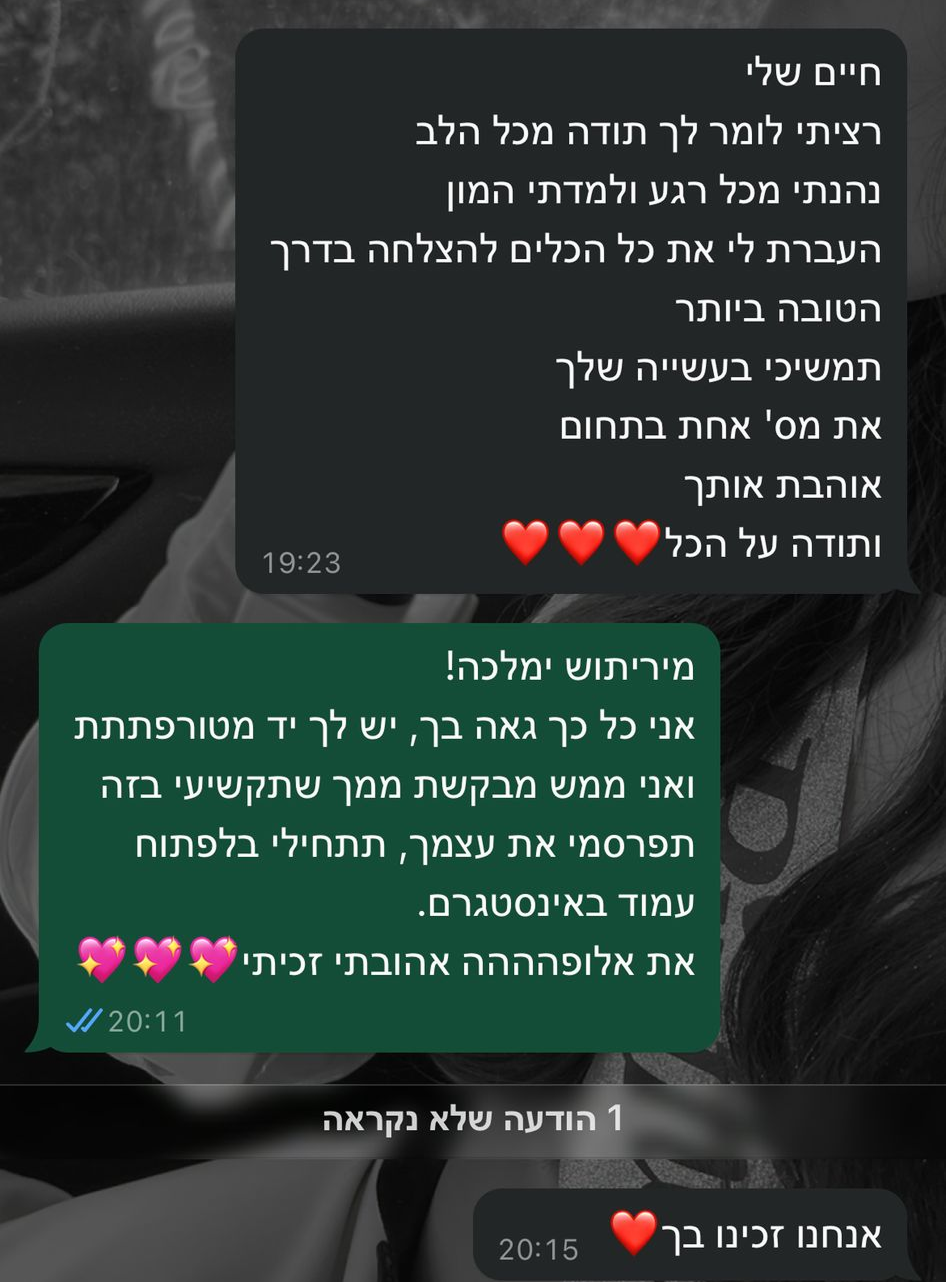 חיים שלי
רציתי לומר לך תודה מכל הלב
נהנתי מכל רגע ולמדתי המון
העברת לי את כל הכלים להצלחה בדרך
הטובה ביותר
תמשיכי בעשייה שלך
את מס' אחת בתחום
אוהבת אותך
ותודה על הכל❤️❤️❤️
19:23
מיריתוש ימלכה!
אני כל כך גאה בך, יש לך יד מטורפתתת
ואני ממש מבקשת ממך שתקשיעי בזה
תפרסמי את עצמך, תתחילי בלפתוח
עמוד באינסטגרם.
את אלופהההה אהובתי זכיתי💖💖💖
20:11
1 הודעה שלא נקראה
אנחנו זכינו בך❤️
20:15